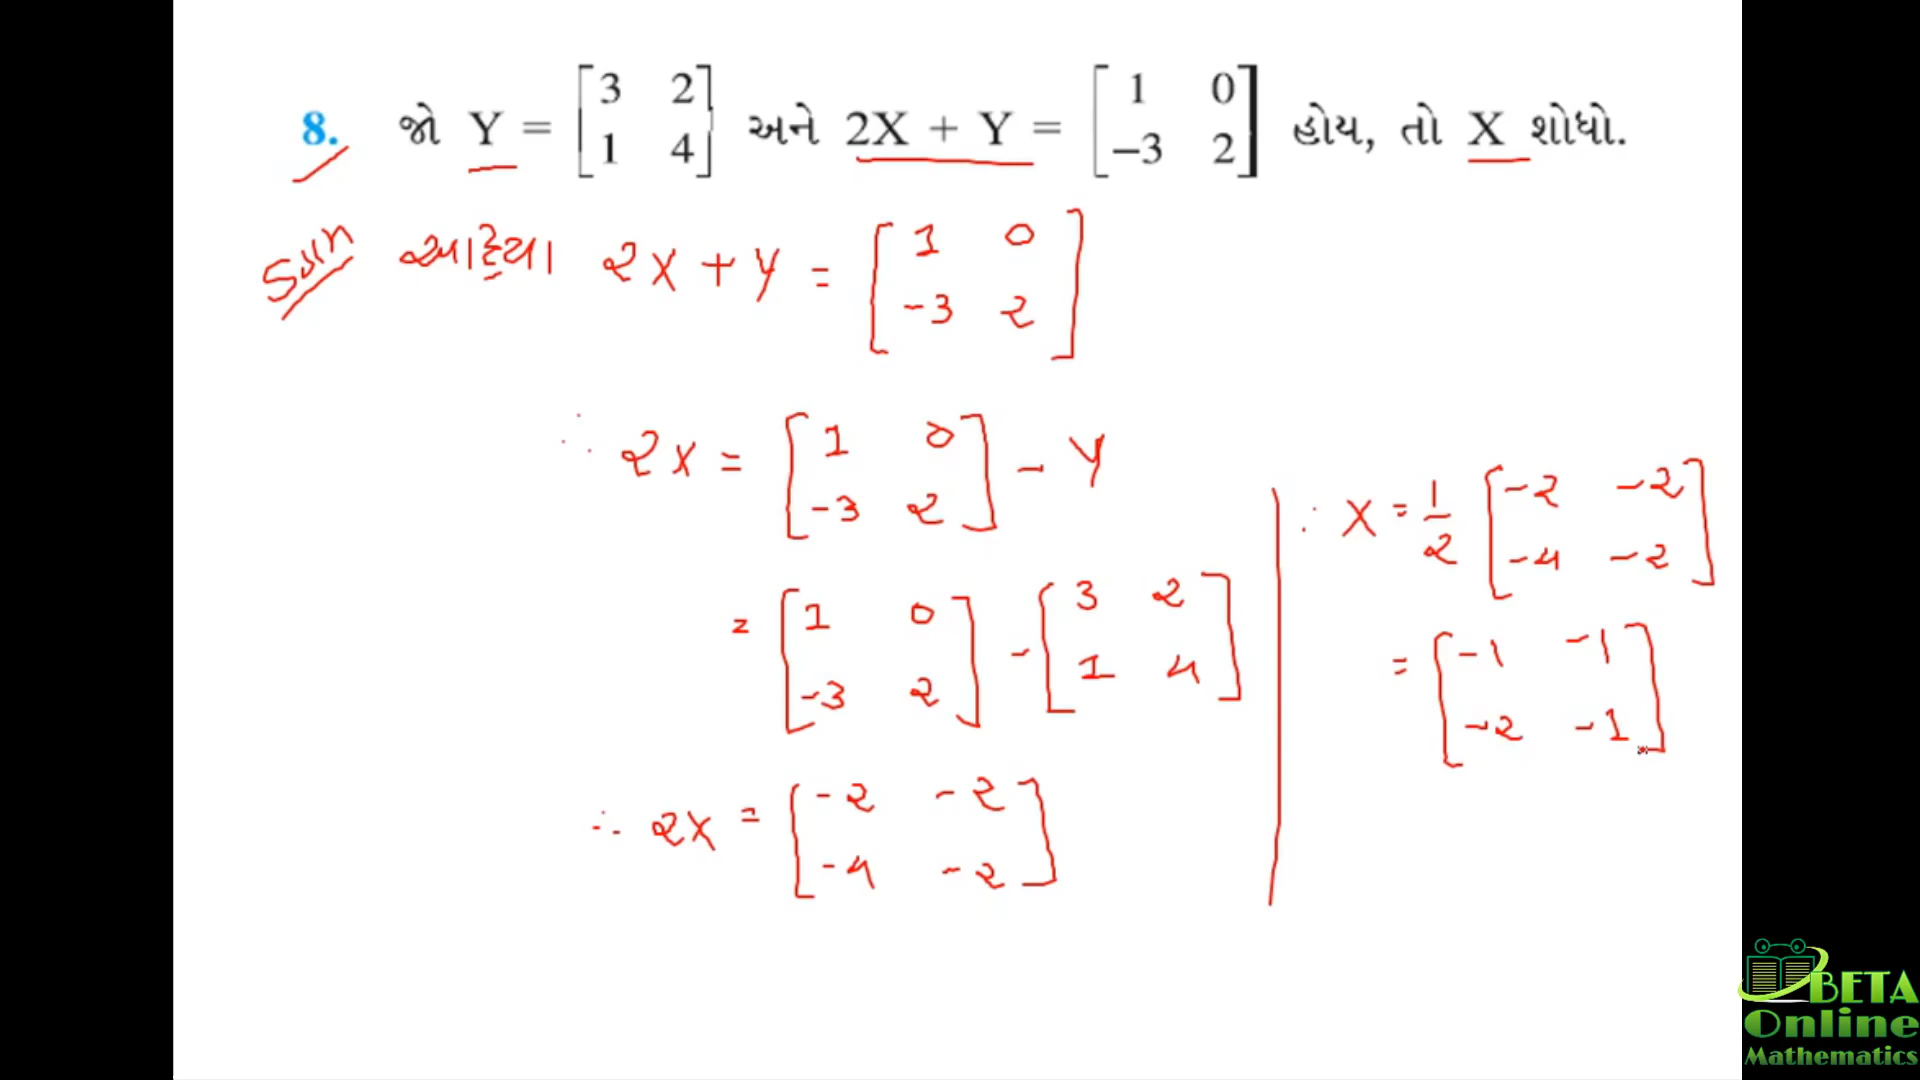 8. જો Y = [3 2 1 4] અને 2X + Y = [1 0 -3 2] હોય, તો X શોધો.
2X + Y = [1 0 -3 2]
∴ 2X = [1 0 -3 2] - Y
= [1 0 -3 2] - [3 2 1 4]
∴ 2X = [-2 -2 -4 -2]
∴ X = 1/2 [-2 -2 -4 -2]
= [-1 -1 -2 -1]
BETA
Online
Mathematics